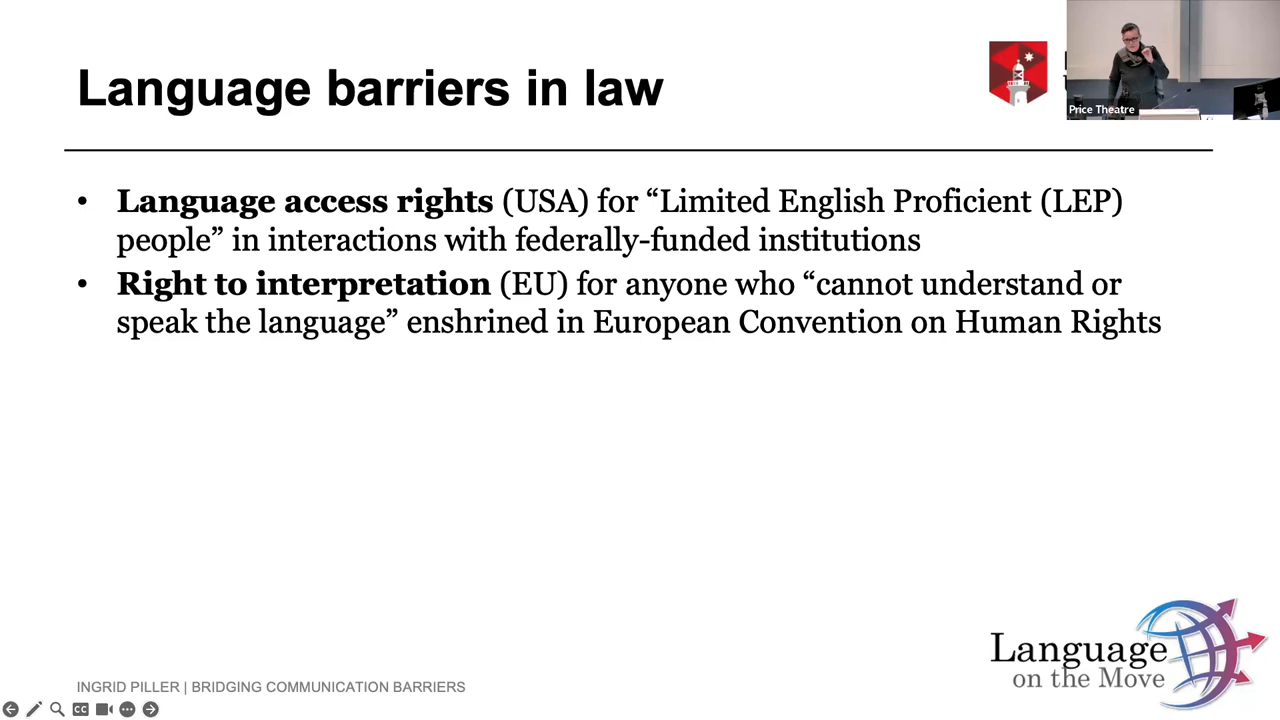 Language barriers in law
Price Theatre
• Language access rights (USA) for “Limited English Proficient (LEP)
people” in interactions with federally-funded institutions
• Right to interpretation (EU) for anyone who “cannot understand or
speak the language” enshrined in European Convention on Human Rights
Language
on the Move
INGRID PILLER | BRIDGING COMMUNICATION BARRIERS
CC